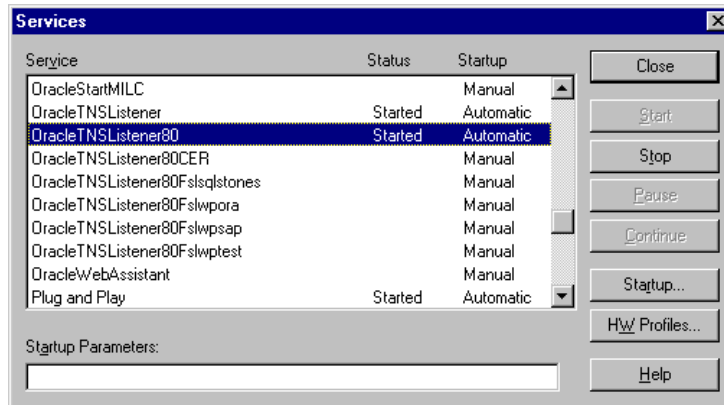 Services
Service Status Startup
OracleStartMILC Manual
OracleTNSListener Started Automatic
OracleTNSListener80 Started Automatic
OracleTNSListener80CER Manual
OracleTNSListener80Fslsqlstones Manual
OracleTNSListener80Fslwpora Manual
OracleTNSListener80Fslwpsap Manual
OracleTNSListener80Fslwptest Manual
OracleWebAssistant Manual
Plug and Play Started Automatic
Startup Parameters:
Close
Start
Stop
Pause
Continue
Startup...
HW Profiles...
Help